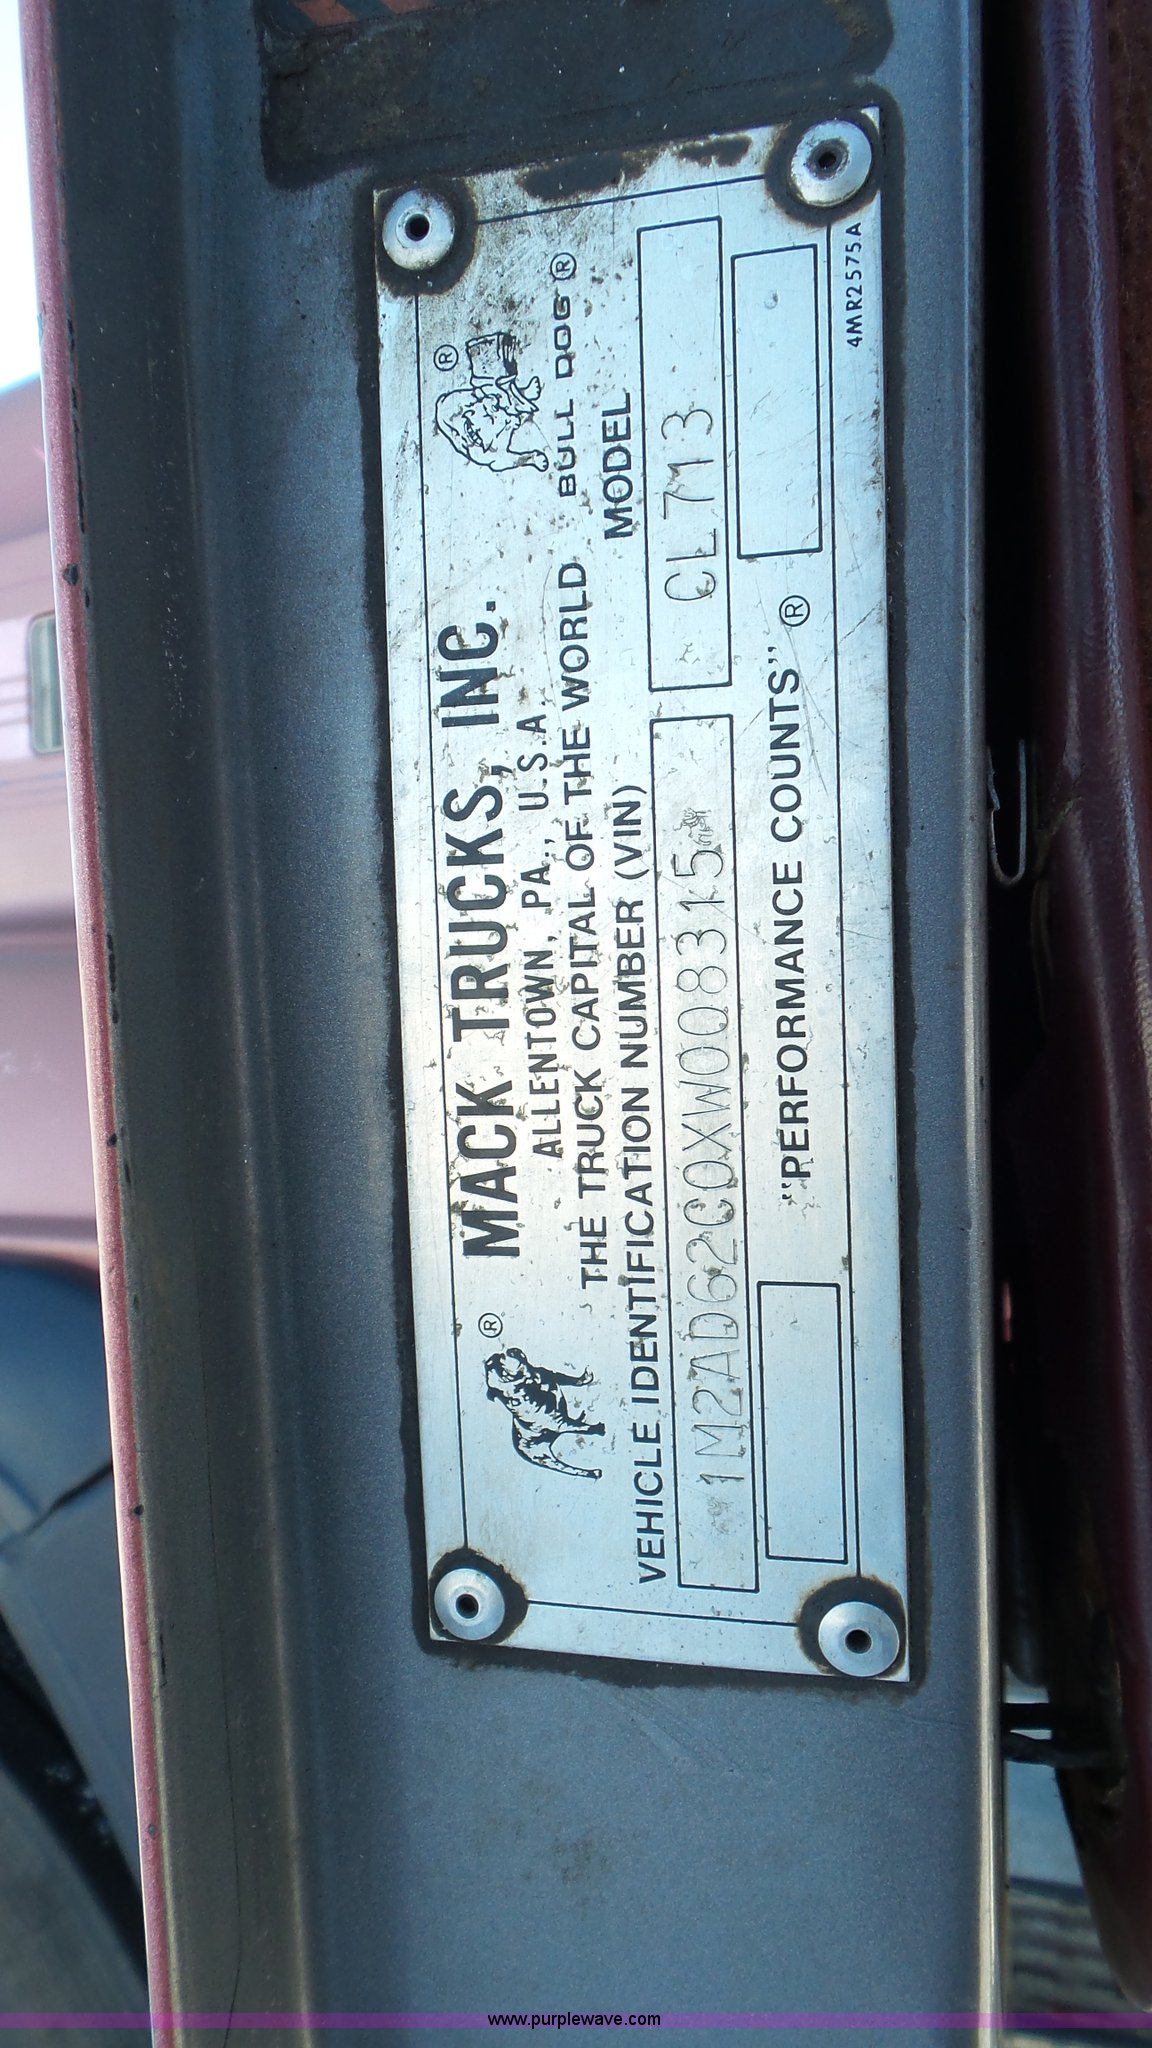 MACK TRUCKS, INC.
ALLENTOWN, PA., U.S.A.
THE TRUCK CAPITAL OF THE WORLD
BULL DOG®
VEHICLE IDENTIFICATION NUMBER (VIN)
MODEL
1M2AD62C0XW008315
CL713
"PERFORMANCE COUNTS"®
4MR2575A
www.purplewave.com